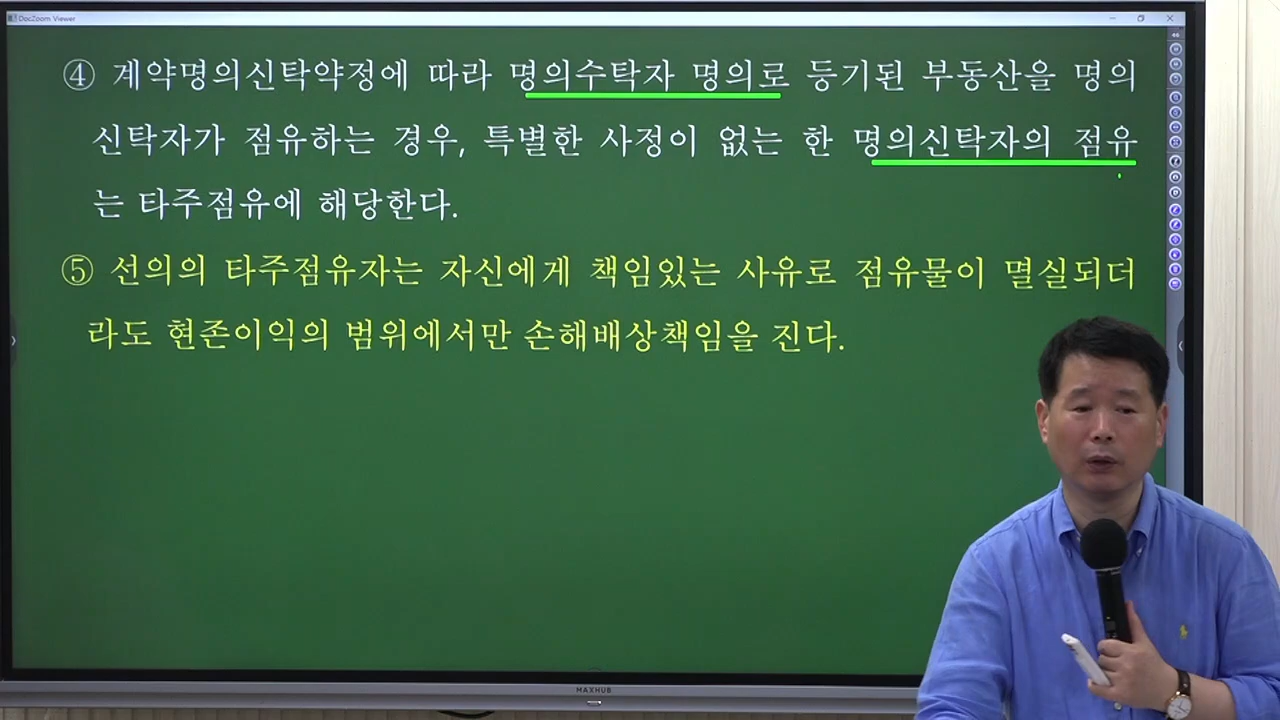 DocZoom Viewer
④ 계약명의신탁약정에 따라 명의수탁자 명의로 등기된 부동산을 명의
신탁자가 점유하는 경우, 특별한 사정이 없는 한 명의신탁자의 점유
는 타주점유에 해당한다.
⑤ 선의의 타주점유자는 자신에게 책임있는 사유로 점유물이 멸실되더
라도 현존이익의 범위에서만 손해배상책임을 진다.
MAXHUB